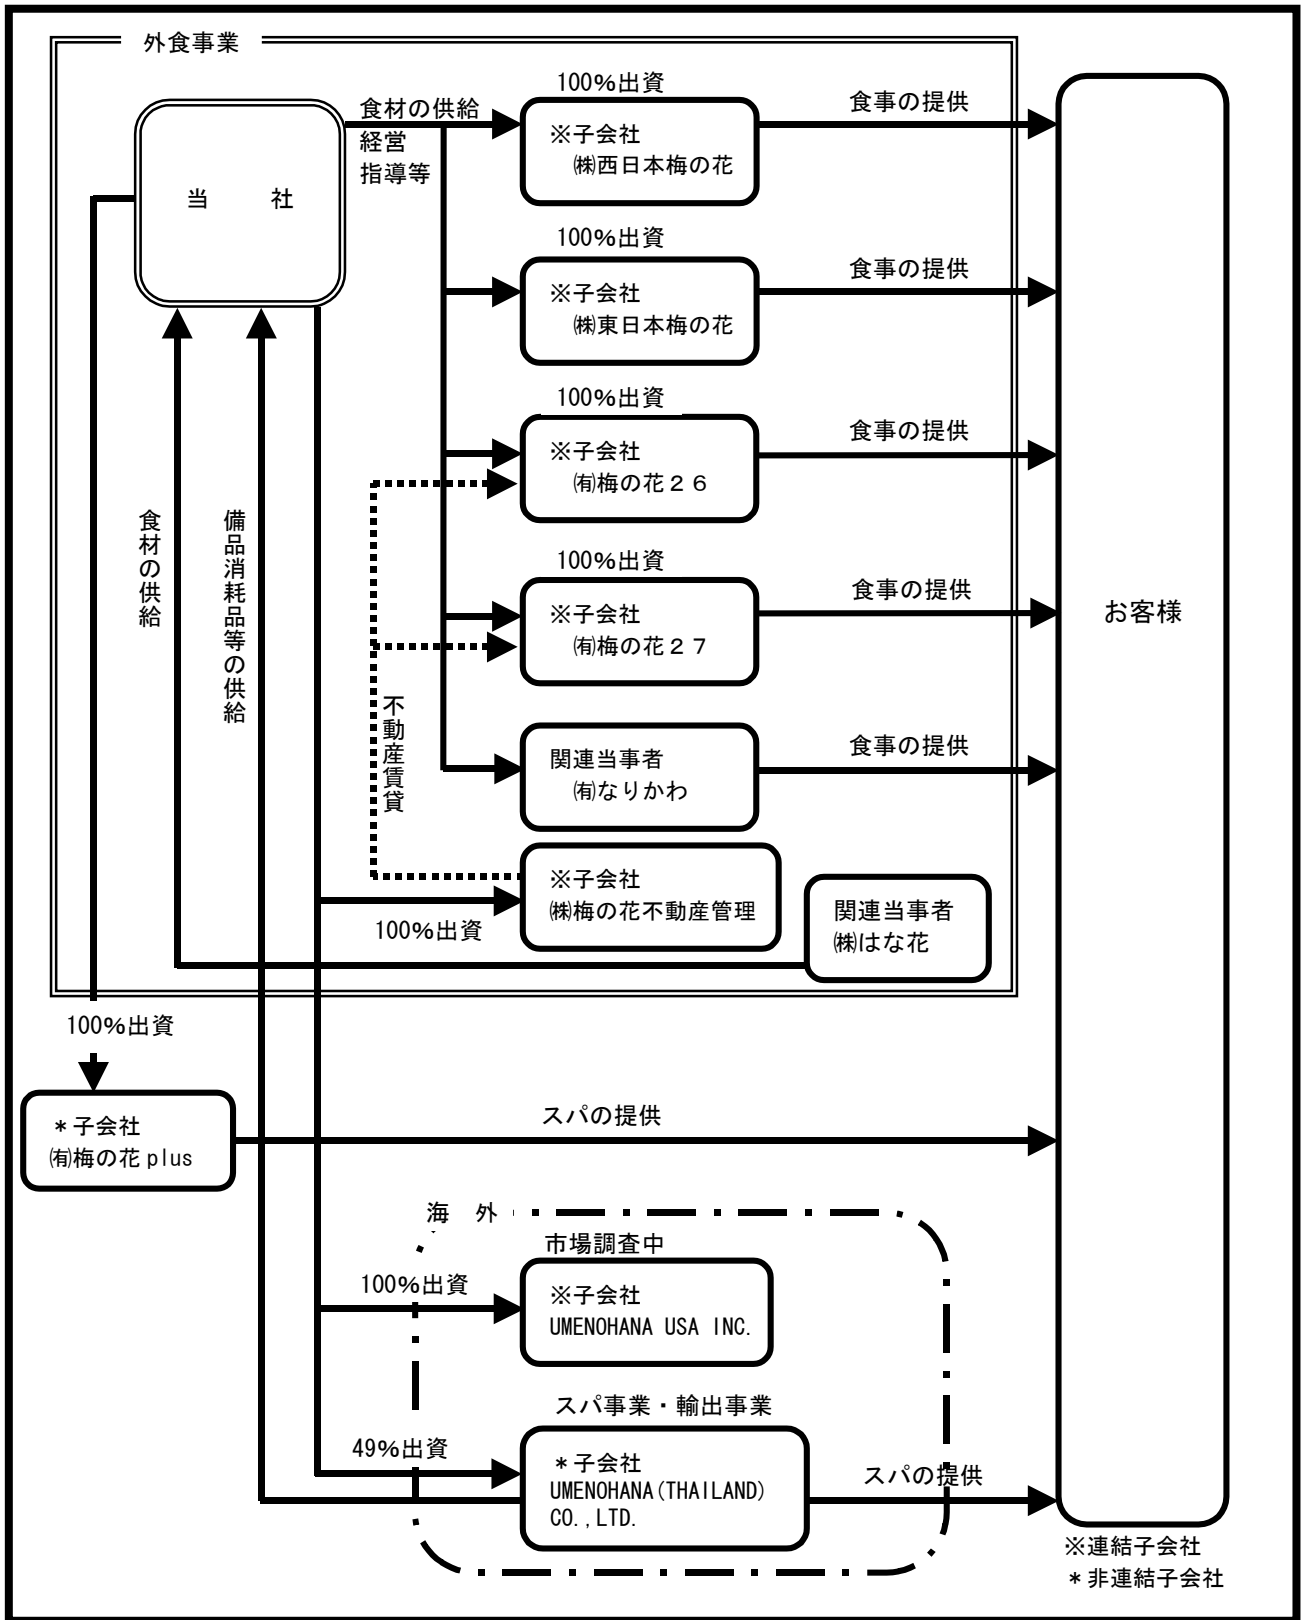 外食事業
100%出資
食材の供給
経営
指導等
食事の提供
※子会社
㈱西日本梅の花
当　　社
100%出資
食事の提供
※子会社
㈱東日本梅の花
100%出資
食事の提供
※子会社
㈲梅の花２６
食材の供給
備品消耗品等の供給
100%出資
食事の提供
※子会社
㈲梅の花２７
お客様
不動産賃貸
食事の提供
関連当事者
㈲なりかわ
※子会社
㈱梅の花不動産管理
100%出資
関連当事者
㈱はな花
100%出資
＊子会社
㈲梅の花 plus
スパの提供
海　外
市場調査中
100%出資
※子会社
UMENOHANA USA INC.
スパ事業・輸出事業
49%出資
＊子会社
UMENOHANA(THAILAND)
CO.,LTD.
スパの提供
※連結子会社
＊非連結子会社